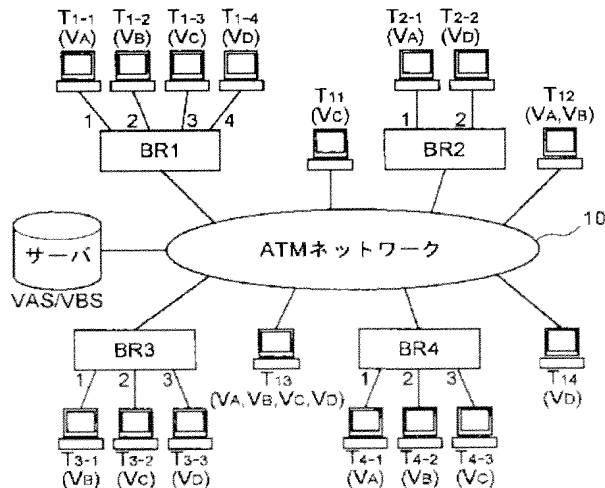 T1-1 T1-2 T1-3 T1-4
(VA) (VB) (VC) (VD)
T2-1 T2-2
(VA) (VD)
T11
(VC)
T12
(VA,VB)
1 2 3 4
BR1
1 2
BR2
10
サーバ
VAS/VBS
ATMネットワーク
BR3
1 2 3
T13
(VA,VB,VC,VD)
BR4
1 2 3
T14
(VD)
T3-1 T3-2 T3-3
(VB) (VC) (VD)
T4-1 T4-2 T4-3
(VA) (VB) (VC)